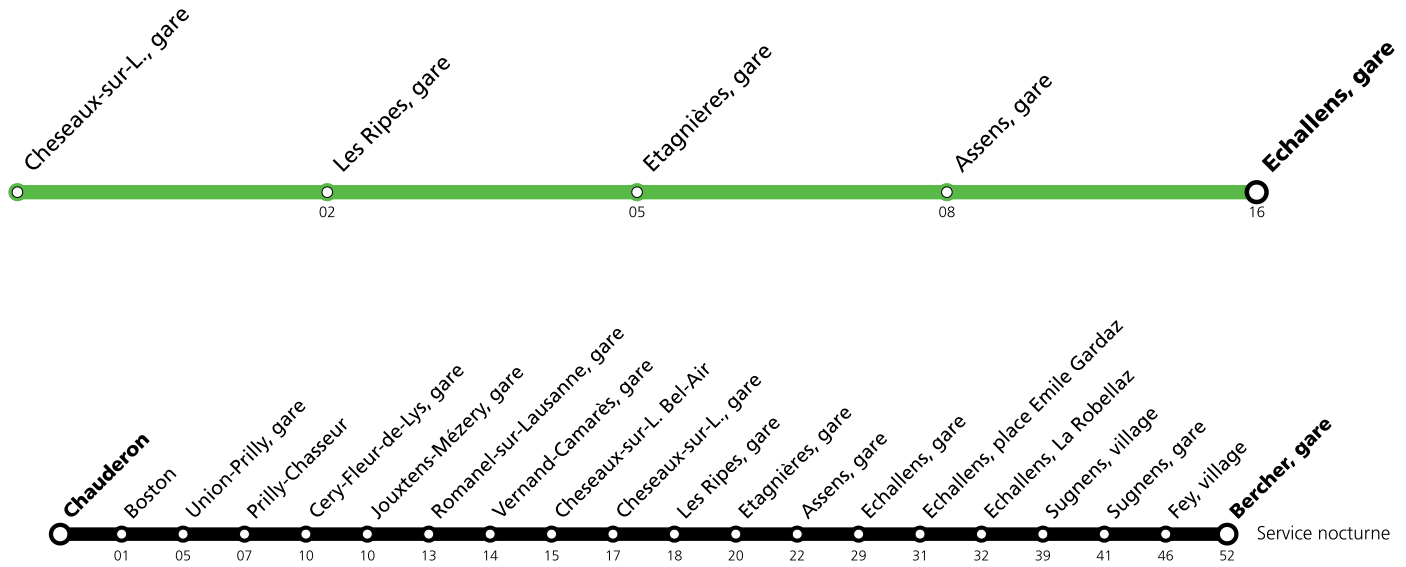 Cheseaux-sur-L., gare
Les Ripes, gare
Etagnières, gare
Assens, gare
Echallens, gare
02
05
08
16
Chauderon
Boston
Union-Prilly, gare
Prilly-Chasseur
Cery-Fleur-de-Lys, gare
Jouxtens-Mézery, gare
Romanel-sur-Lausanne, gare
Vernand-Camarès, gare
Cheseaux-sur-L. Bel-Air
Cheseaux-sur-L., gare
Les Ripes, gare
Etagnières, gare
Assens, gare
Echallens, gare
Echallens, place Emile Gardaz
Echallens, La Robellaz
Sugnens, village
Sugnens, gare
Fey, village
Bercher, gare
Service nocturne
01
05
07
10
10
13
14
15
17
18
20
22
29
31
32
39
41
46
52